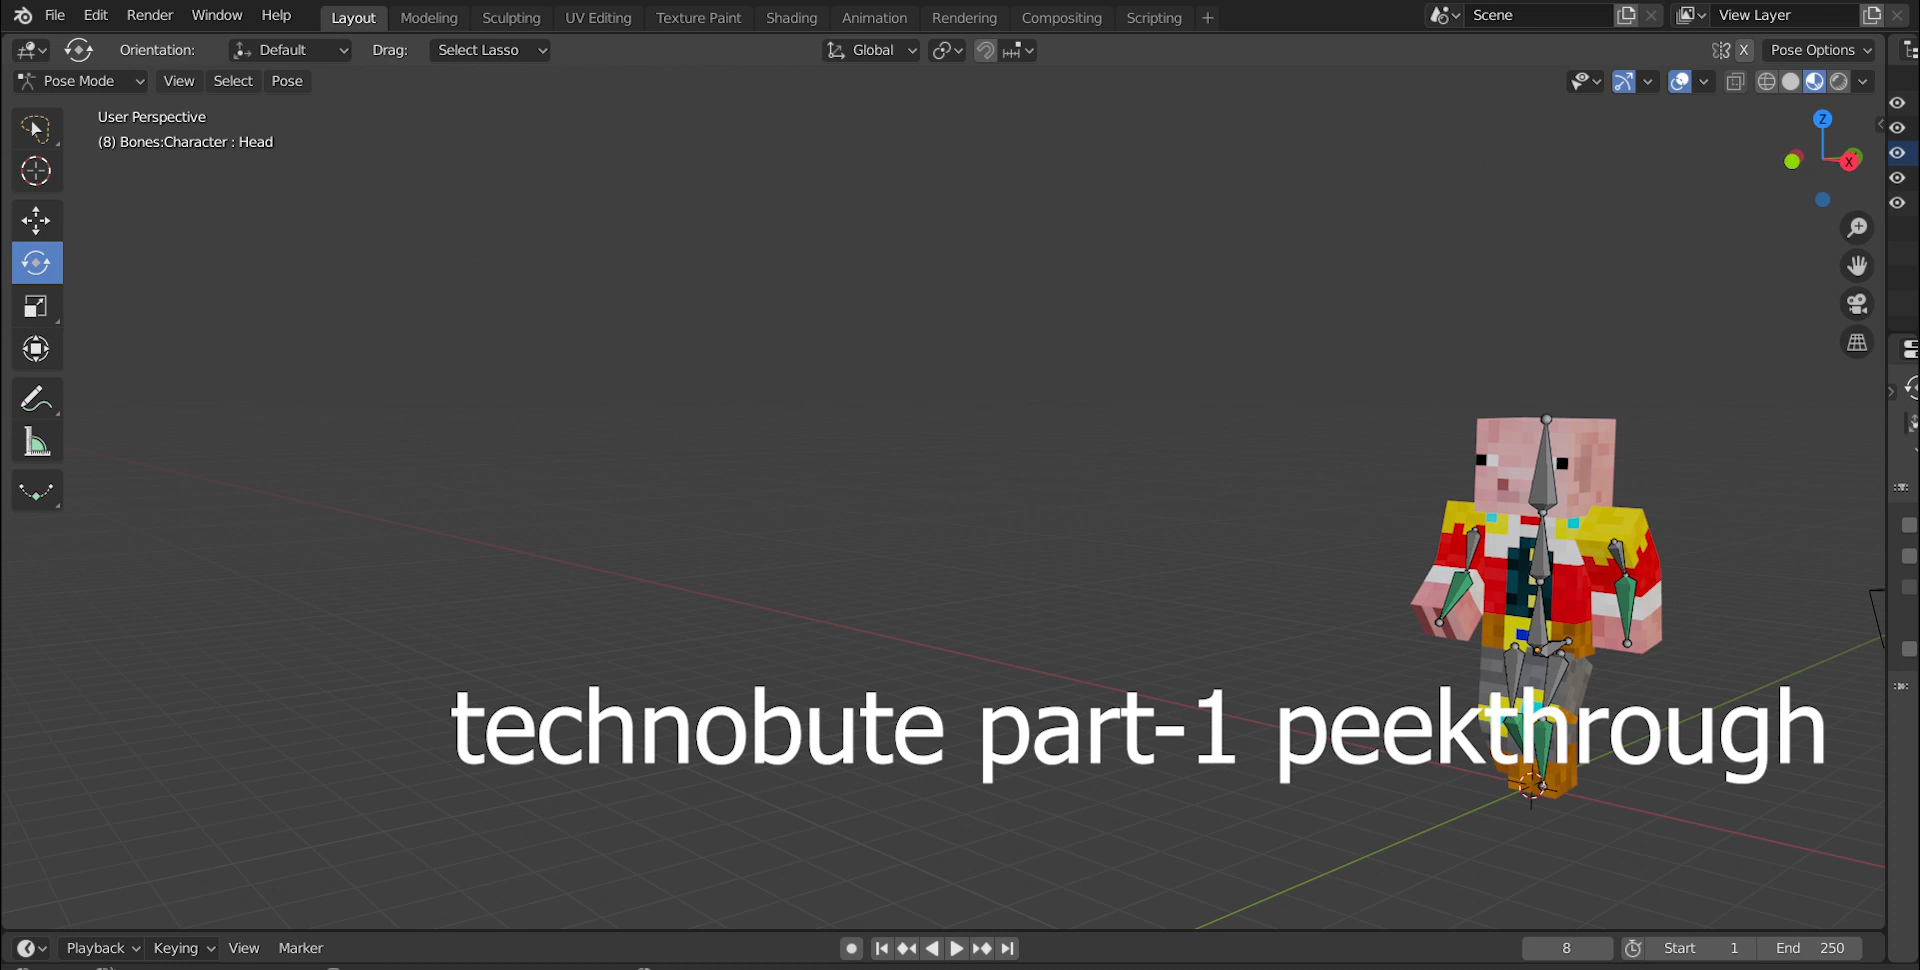 File Edit Render Window Help Layout Modeling Sculpting UV Editing Texture Paint Shading Animation Rendering Compositing Scripting + Scene View Layer
Orientation: Default Drag: Select Lasso Global X Pose Options
Pose Mode View Select Pose
User Perspective
(8) Bones:Character : Head
Z
X
technobute part-1 peekthrough
Playback Keying View Marker 8 Start 1 End 250